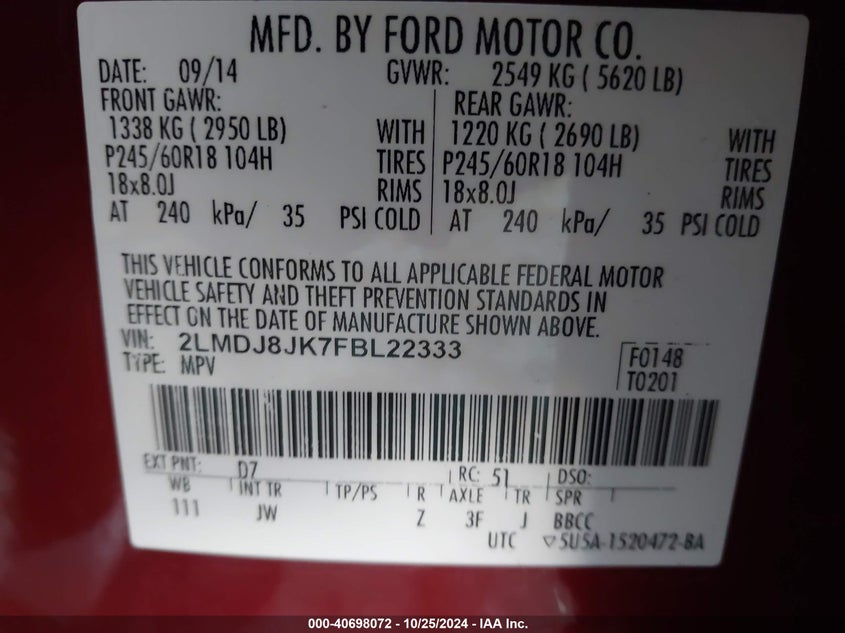 MFD. BY FORD MOTOR CO.
DATE: 09/14 GVWR: 2549 KG ( 5620 LB)
FRONT GAWR: REAR GAWR:
1338 KG ( 2950 LB) WITH 1220 KG ( 2690 LB) WITH
P245/60R18 104H TIRES P245/60R18 104H TIRES
18x8.0J RIMS 18x8.0J RIMS
AT 240 kPa/ 35 PSI COLD AT 240 kPa/ 35 PSI COLD
THIS VEHICLE CONFORMS TO ALL APPLICABLE FEDERAL MOTOR
VEHICLE SAFETY AND THEFT PREVENTION STANDARDS IN
EFFECT ON THE DATE OF MANUFACTURE SHOWN ABOVE.
VIN: 2LMDJ8JK7FBL22333 F0148
TYPE: MPV T0201
EXT PNT: D7 RC: 51 DSO:
WB INT TR TP/PS R AXLE TR SPR
111 JW Z 3F J BBCC
UTC ▽5U5A-1520472-BA
000-40698072 - 10/25/2024 - IAA Inc.